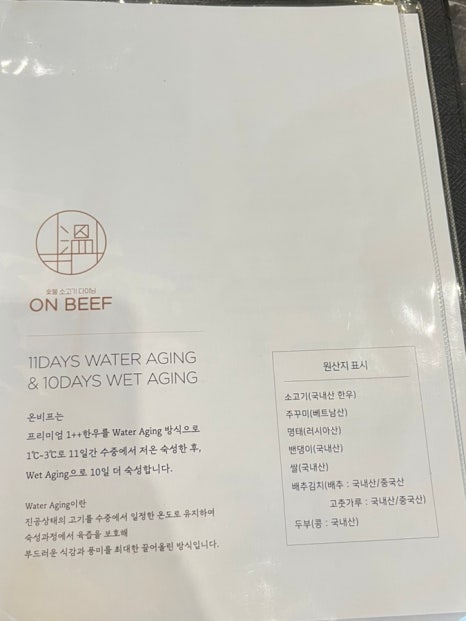 숯불 소고기 다이닝
ON BEEF
11DAYS WATER AGING
& 10DAYS WET AGING
온비프는
프리미엄 1++한우를 Water Aging 방식으로
1℃-3℃로 11일간 수중에서 저온 숙성한 후,
Wet Aging으로 10일 더 숙성합니다.
Water Aging이란
진공상태의 고기를 수중에서 일정한 온도로 유지하여
숙성과정에서 육즙을 보호해
부드러운 식감과 풍미를 최대한 끌어올린 방식입니다.
원산지 표시
소고기(국내산 한우)
주꾸미(베트남산)
명태(러시아산)
밴댕이(국내산)
쌀(국내산)
배추김치(배추 : 국내산/중국산
고춧가루 : 국내산/중국산)
두부(콩 : 국내산)